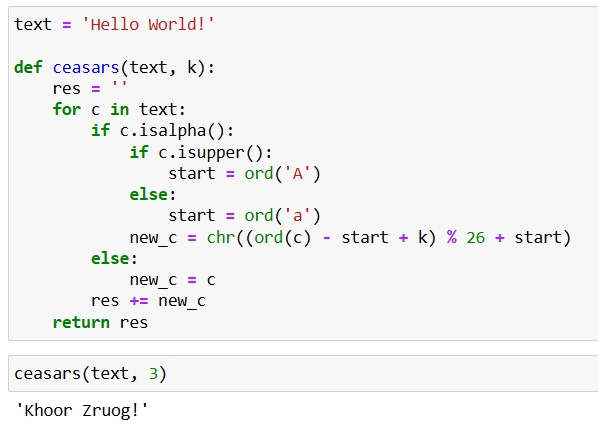 text = 'Hello World!'
def ceasars(text, k):
    res = ''
    for c in text:
        if c.isalpha():
            if c.isupper():
                start = ord('A')
            else:
                start = ord('a')
            new_c = chr((ord(c) - start + k) % 26 + start)
        else:
            new_c = c
        res += new_c
    return res
ceasars(text, 3)
'Khoor Zruog!'